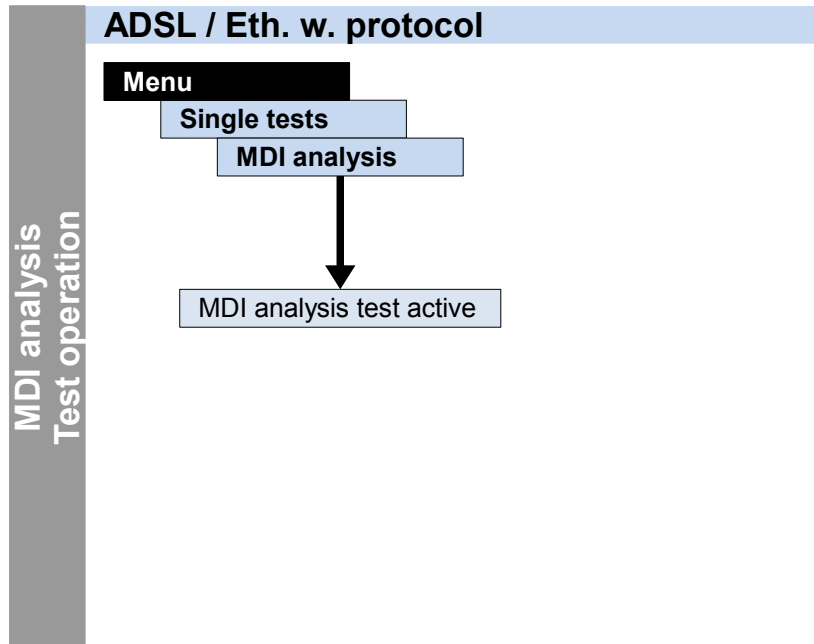 ADSL / Eth. w. protocol
Menu
Single tests
MDI analysis
MDI analysis test active
MDI analysis
Test operation